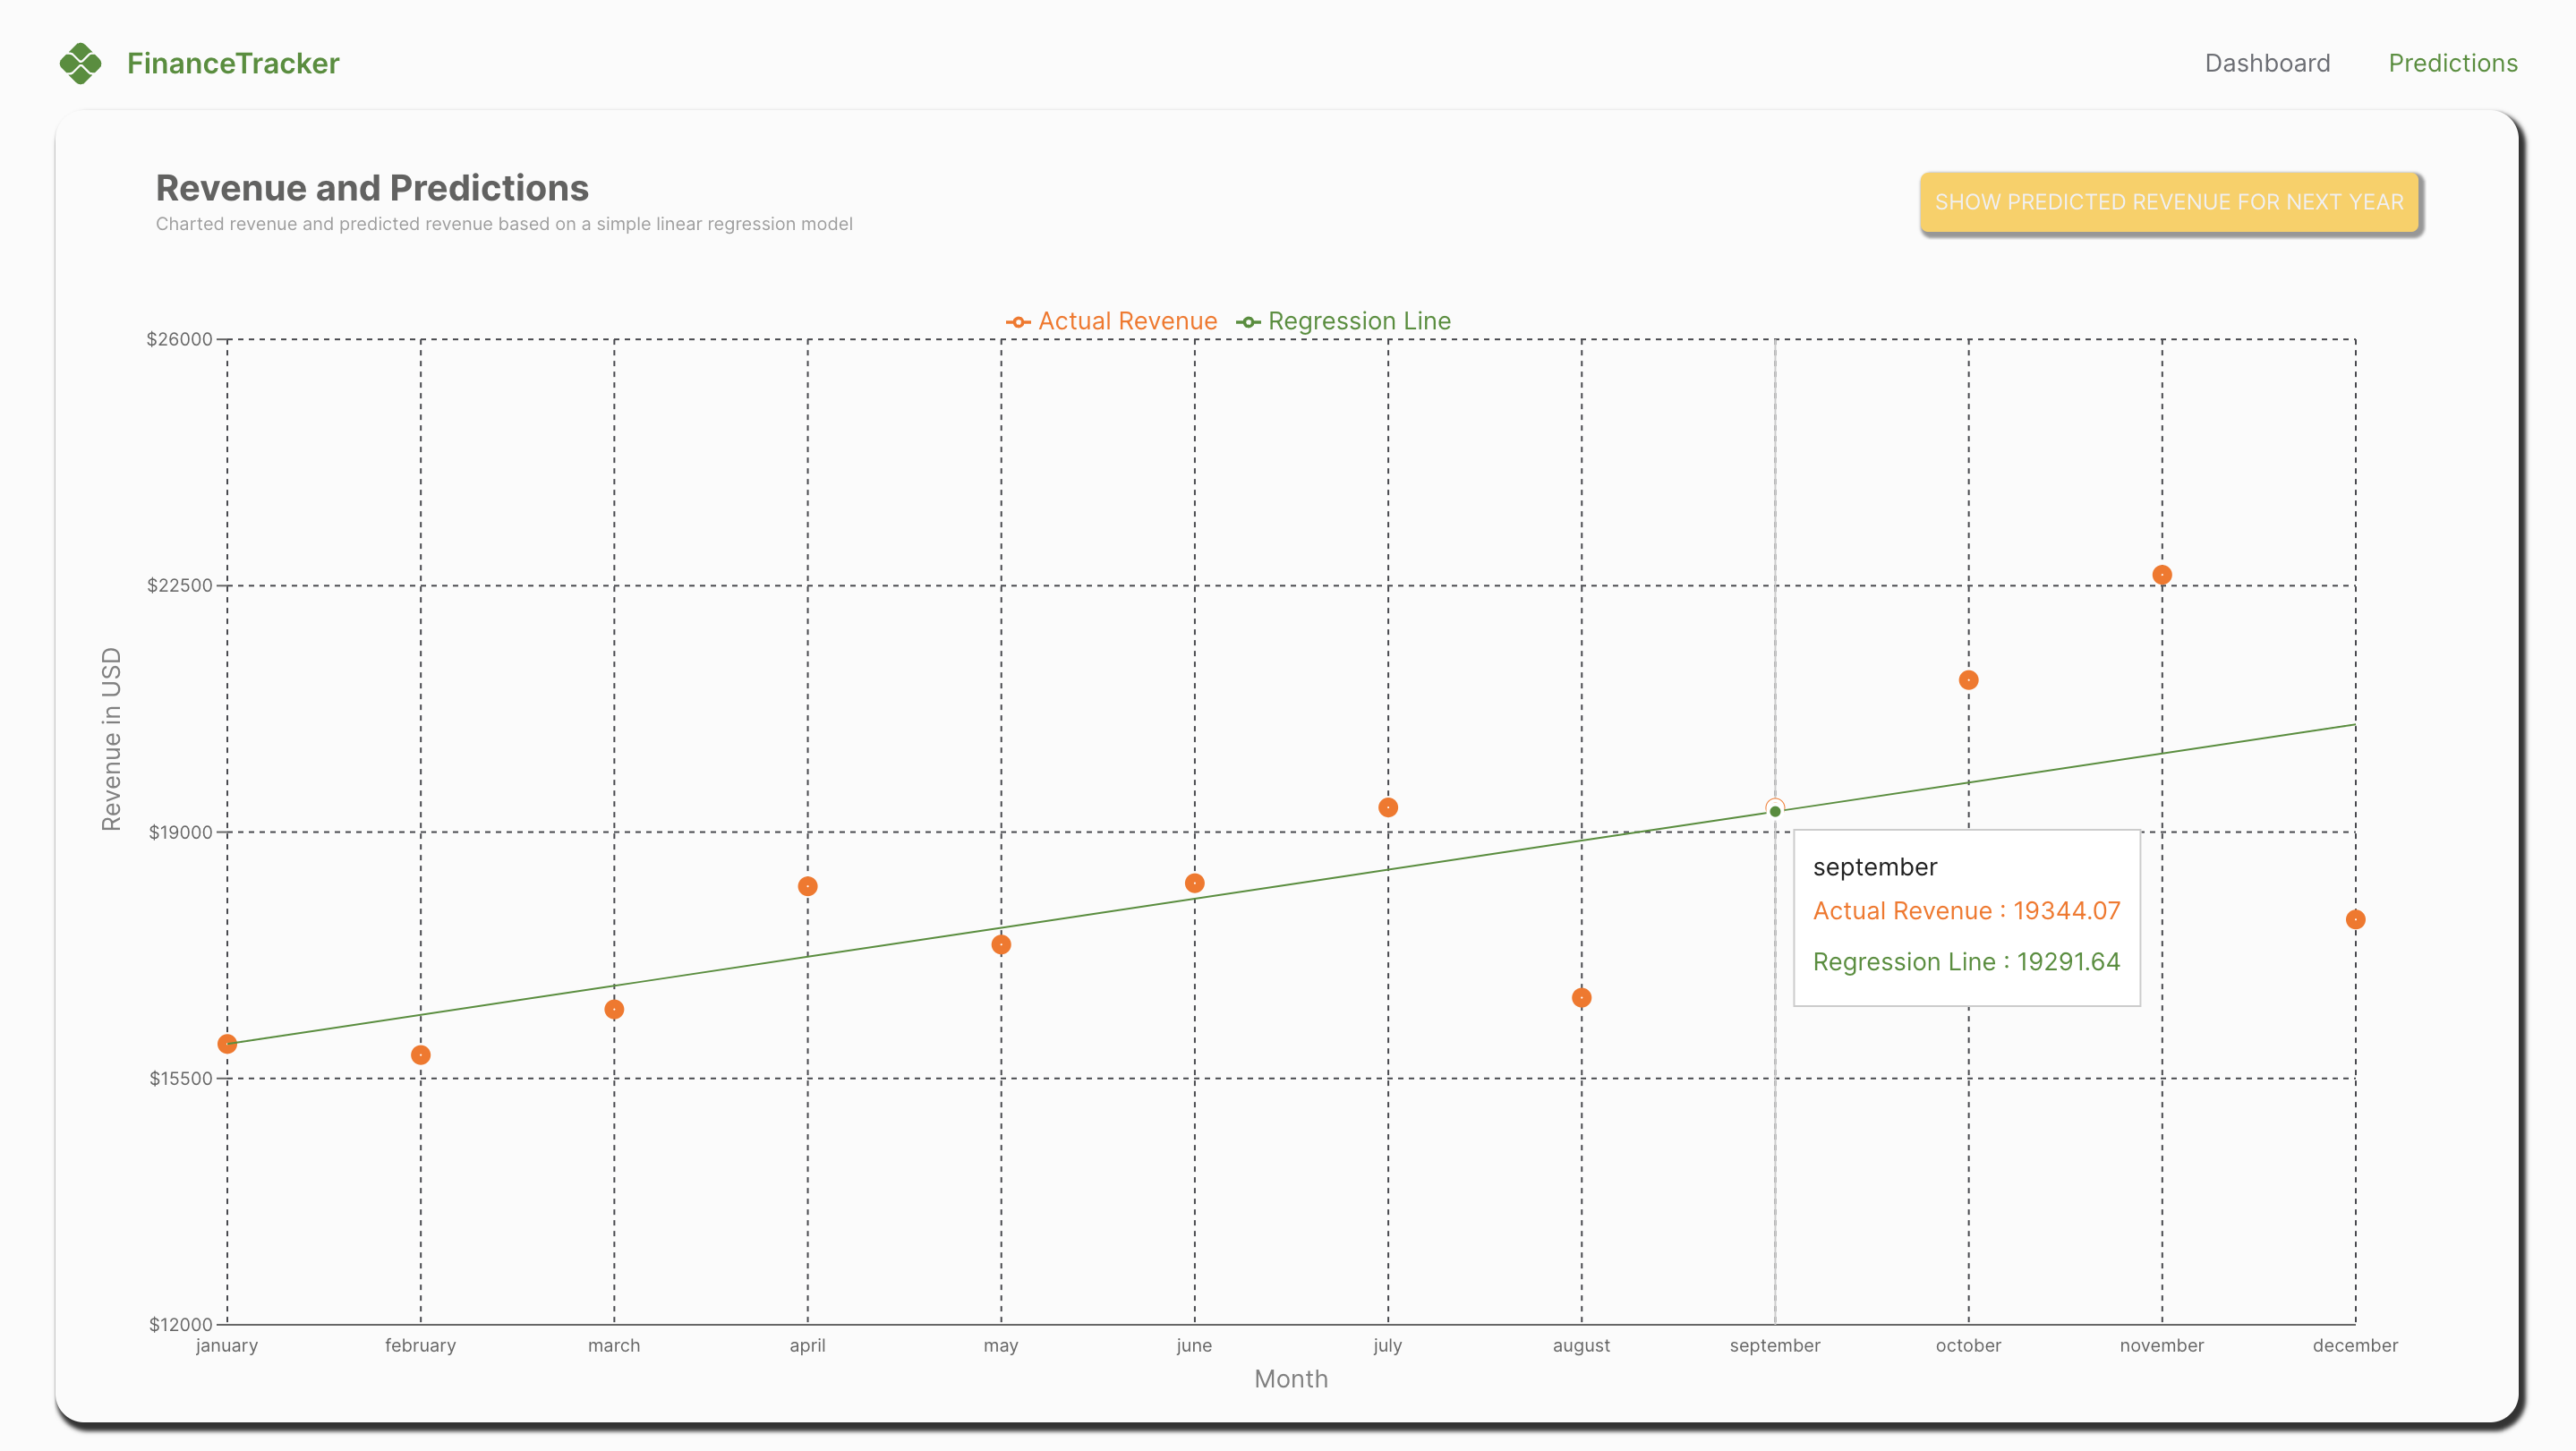 FinanceTracker
Dashboard
Predictions
Revenue and Predictions
Charted revenue and predicted revenue based on a simple linear regression model
SHOW PREDICTED REVENUE FOR NEXT YEAR
Actual Revenue
Regression Line
$26000
$22500
$19000
$15500
$12000
Revenue in USD
september
Actual Revenue : 19344.07
Regression Line : 19291.64
january
february
march
april
may
june
july
august
september
october
november
december
Month